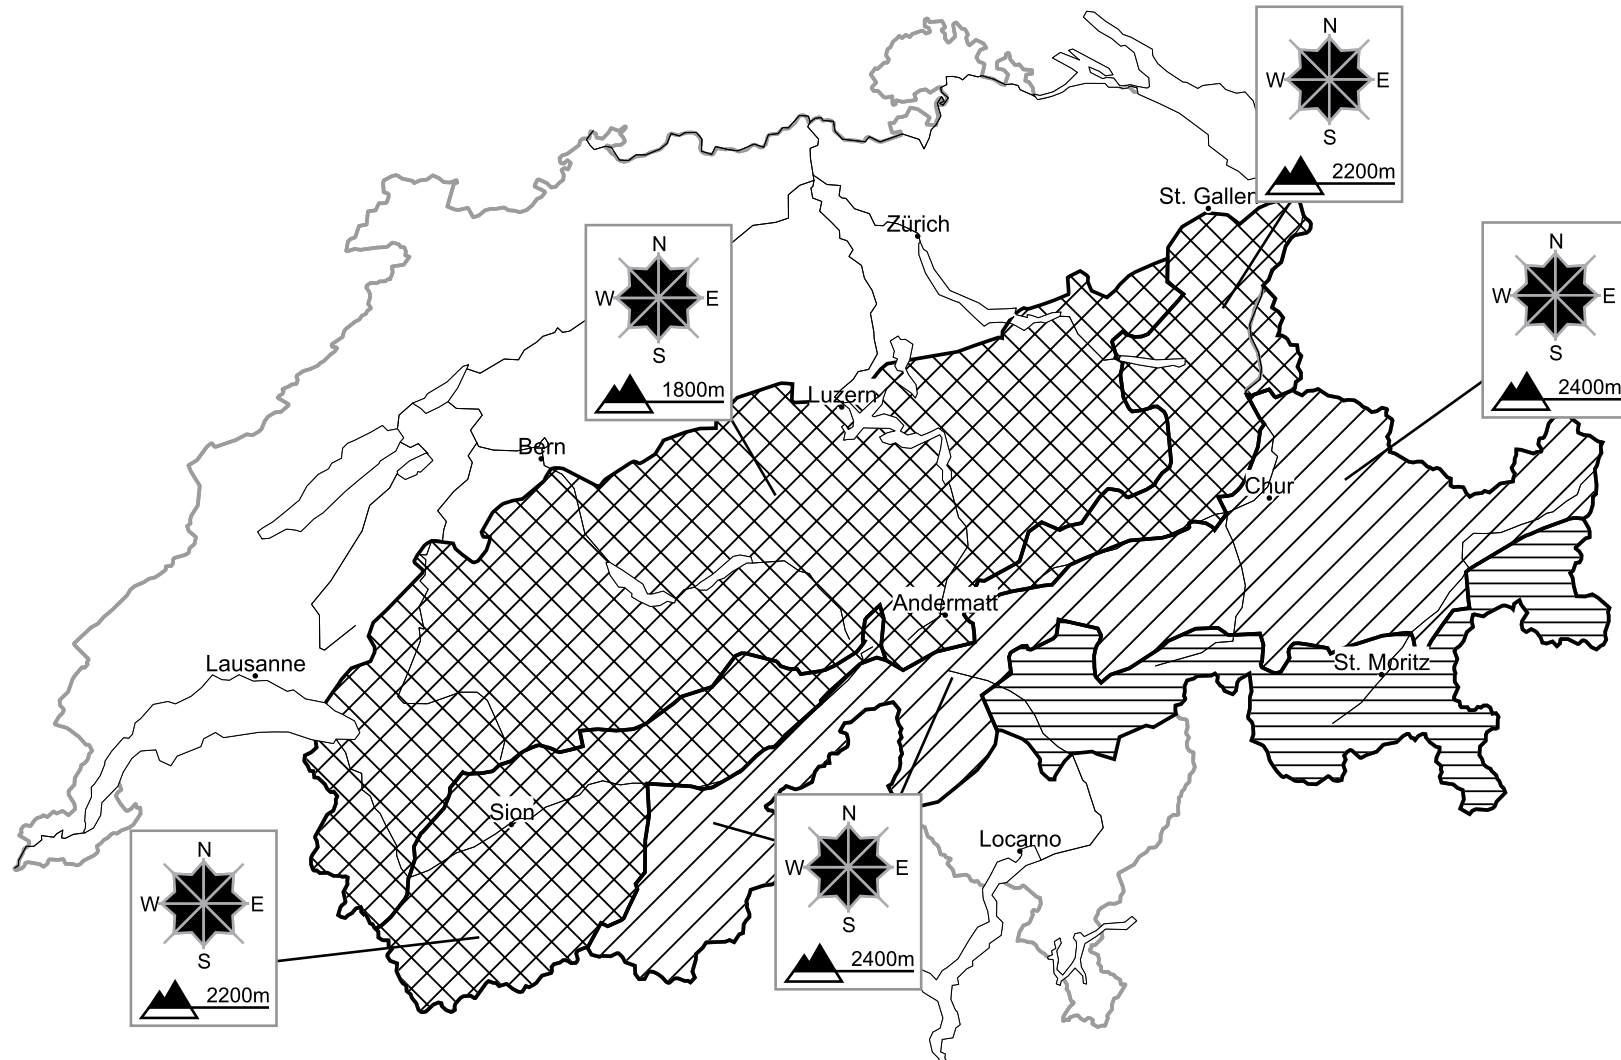 N
W E
S
2200m
St. Gallen
Zürich
N
W E
S
1800m
N
W E
S
2400m
Luzern
Bern
Chur
Andermatt
Lausanne
St. Moritz
Sion
Locarno
N
W E
S
2400m
N
W E
S
2200m